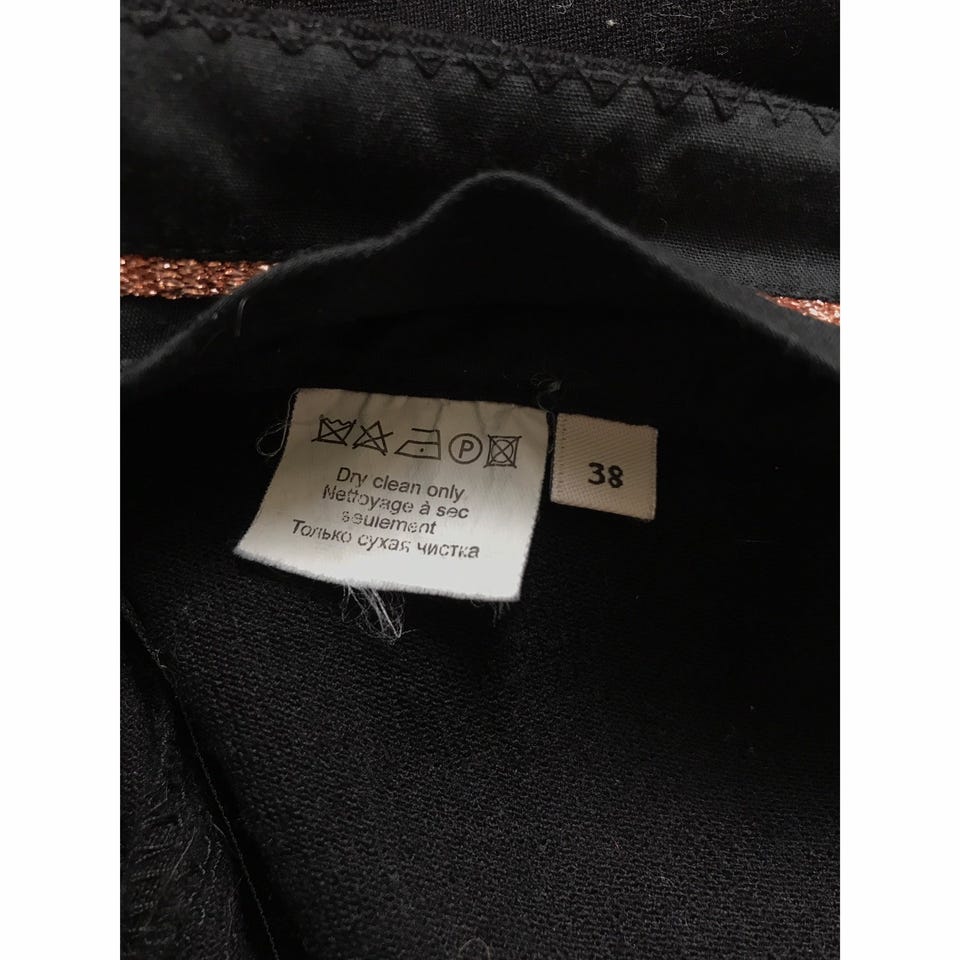 P
Dry clean only
Nettoyage à sec
seulement
Только сухая чистка
38